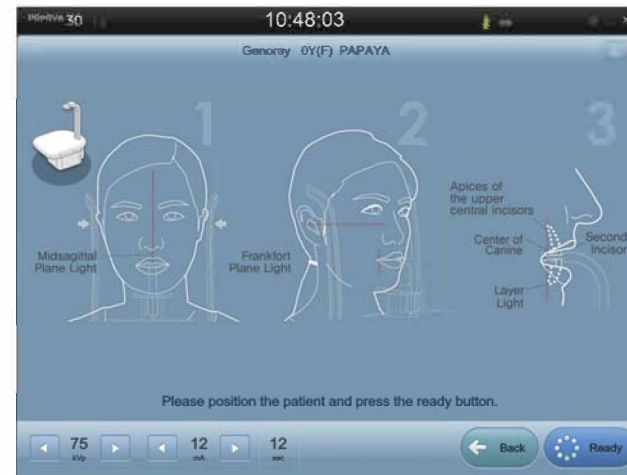 30
10:48:03
Genoray 0Y(F) PAPAYA
1
2
3
Midsagittal
Plane Light
Frankfort
Plane Light
Apices of
the upper
central incisors
Center of
Canine
Second
Incisor
Layer
Light
Please position the patient and press the ready button.
75
kVp
12
mA
12
sec
Back
Ready